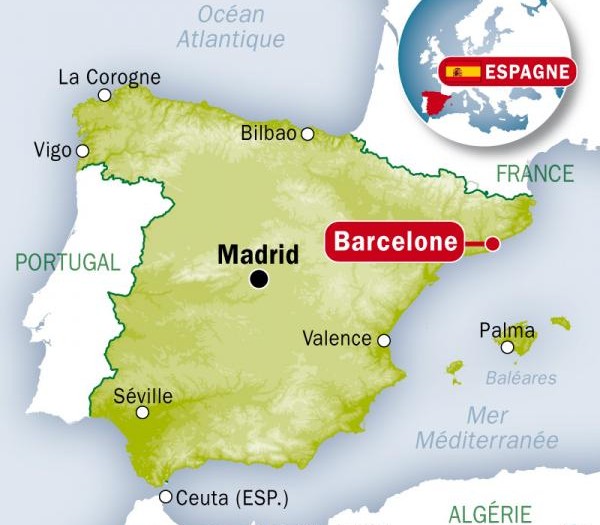 Océan
Atlantique
ESPAGNE
La Corogne
Bilbao
Vigo
FRANCE
Barcelone
Madrid
PORTUGAL
Valence
Palma
Baléares
Séville
Mer
Méditerranée
Ceuta (ESP.)
ALGÉRIE